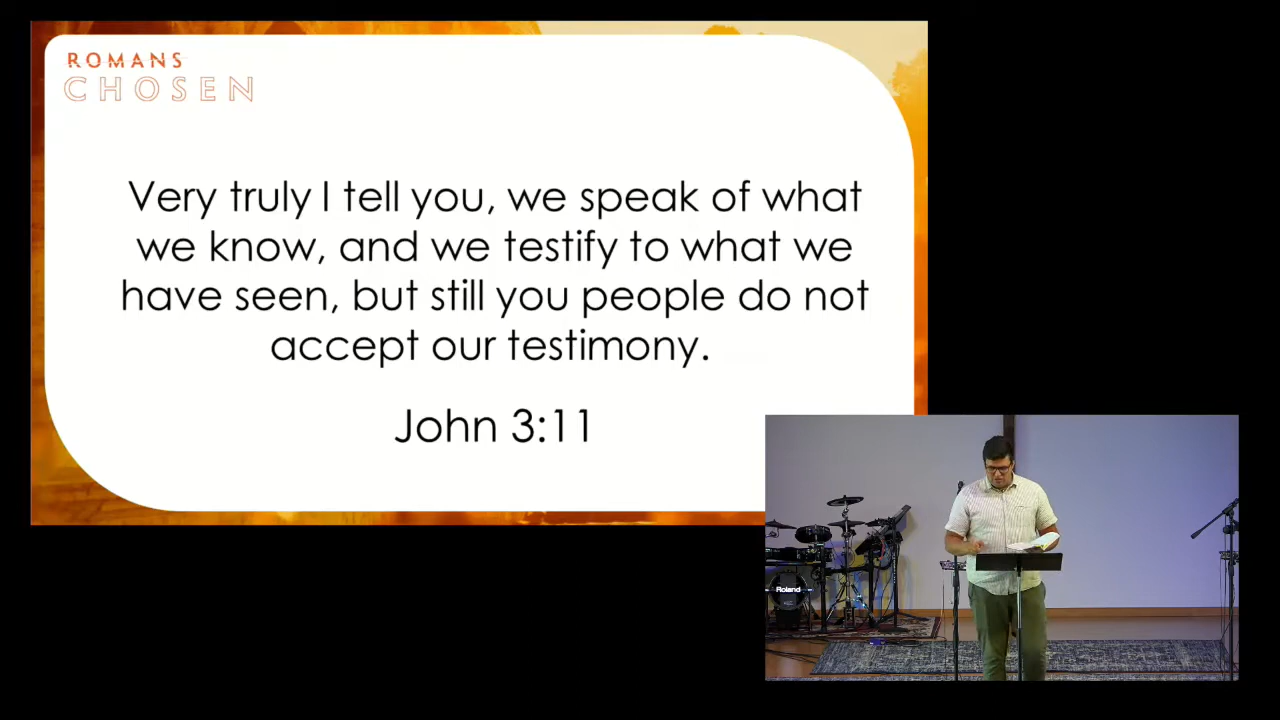 ROMANS
CHOSEN
Very truly I tell you, we speak of what
we know, and we testify to what we
have seen, but still you people do not
accept our testimony.
John 3:11
Roland